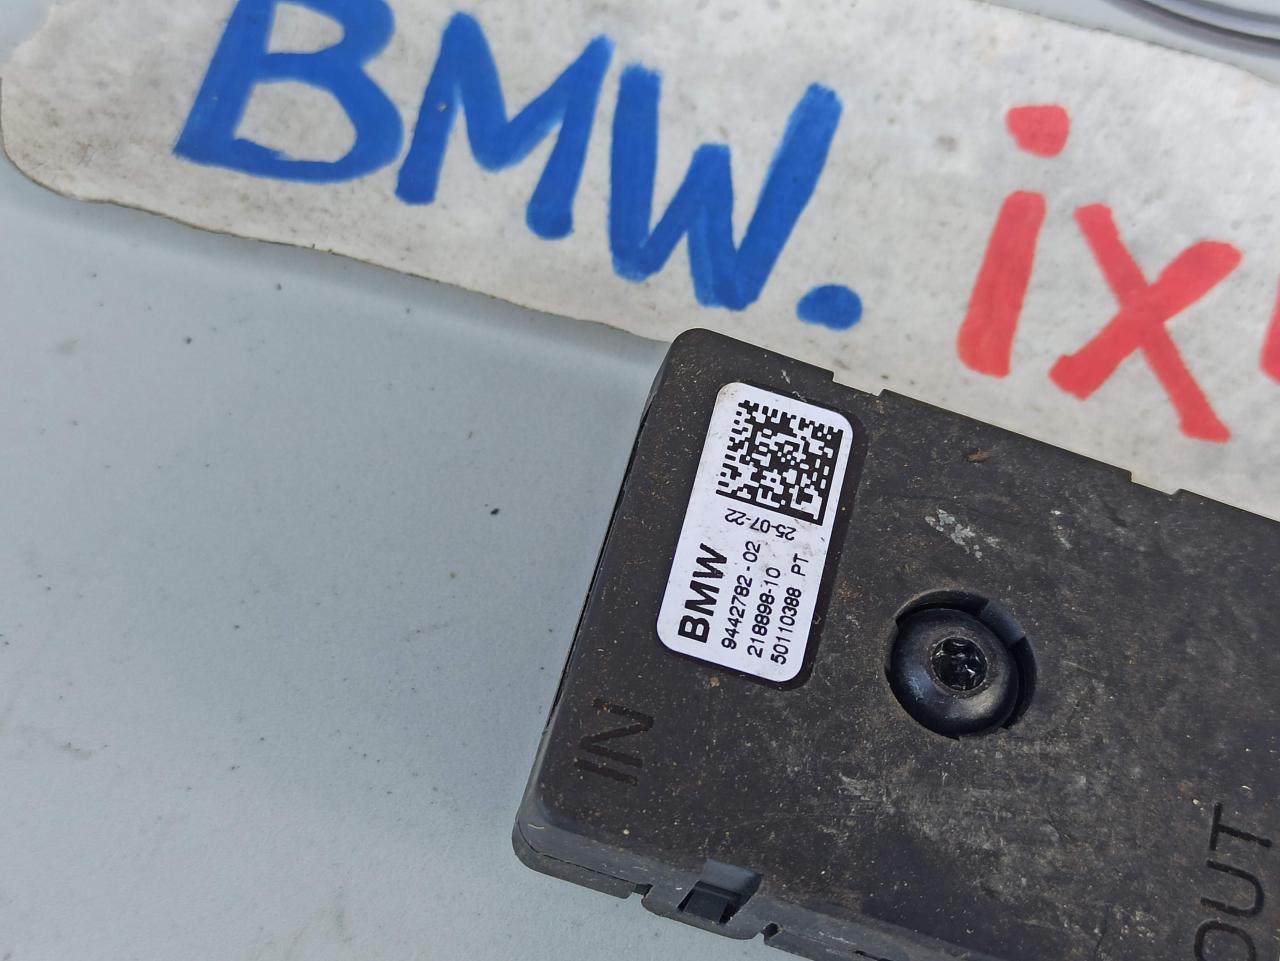 BMW. ix
25-07-22
BMW
9442782-02
218898-10
50110388 PT
IN
OUT